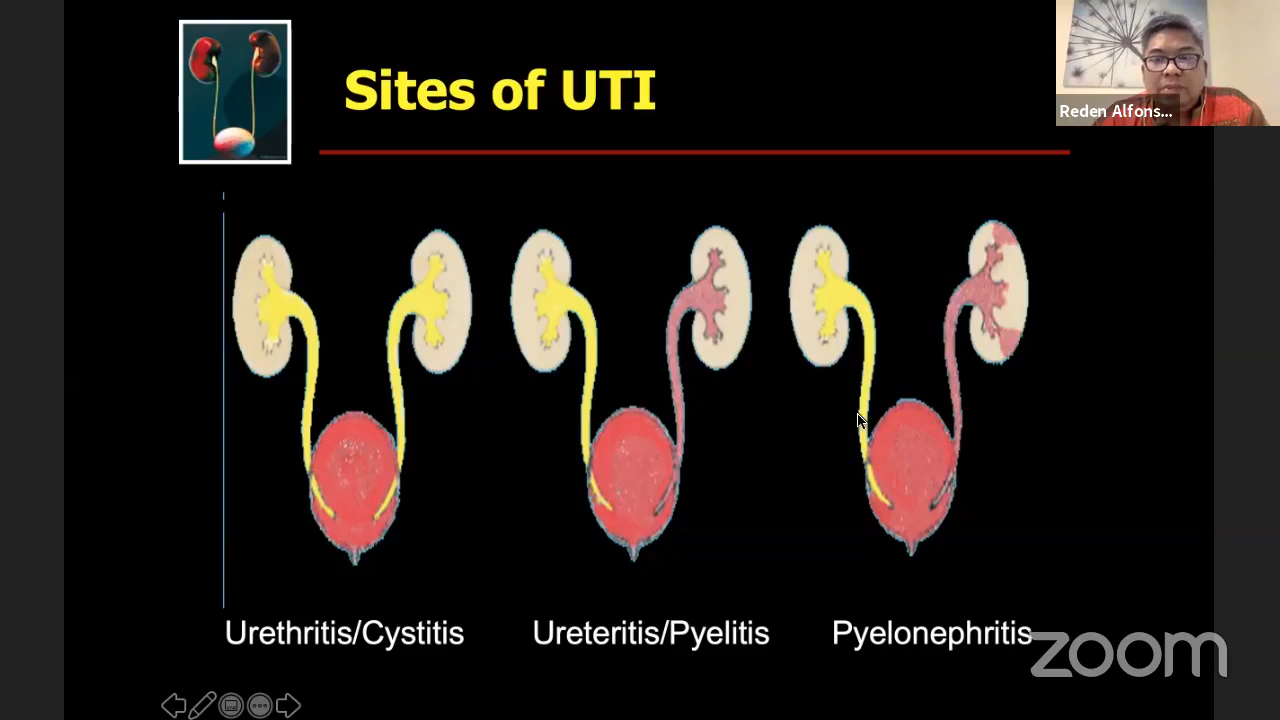 Sites of UTI
Reden Alfons...
Urethritis/Cystitis
Ureteritis/Pyelitis
Pyelonephritis
zoom